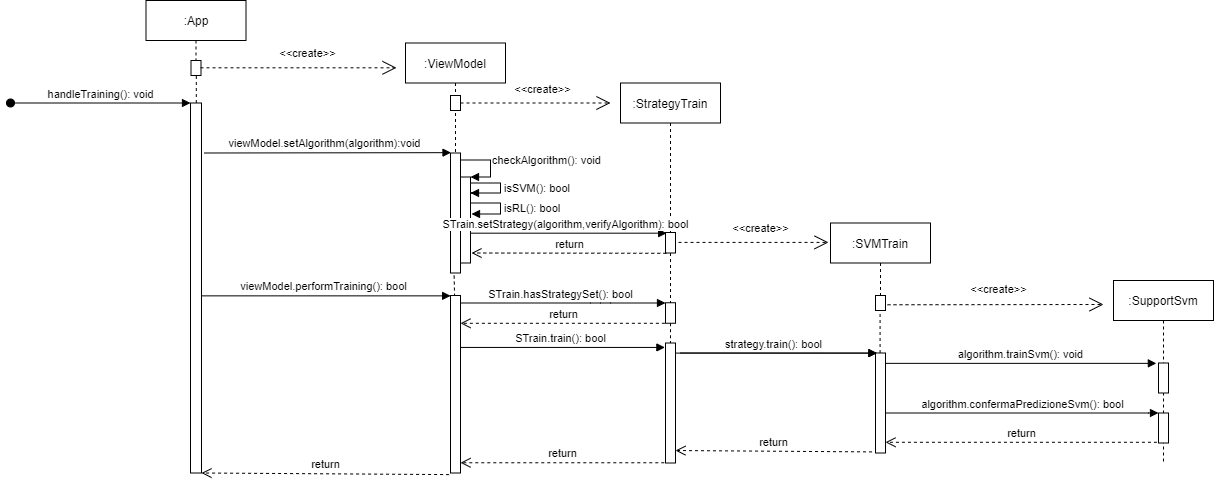 :App
<<create>>
:ViewModel
<<create>>
handleTraining(): void
:StrategyTrain
viewModel.setAlgorithm(algorithm):void
checkAlgorithm(): void
isSVM(): bool
isRL(): bool
STrain.setStrategy(algorithm,verifyAlgorithm): bool
<<create>>
:SVMTrain
return
viewModel.performTraining(): bool
STrain.hasStrategySet(): bool
<<create>>
:SupportSvm
return
STrain.train(): bool
strategy.train(): bool
algorithm.trainSvm(): void
algorithm.confermaPredizioneSvm(): bool
return
return
return
return